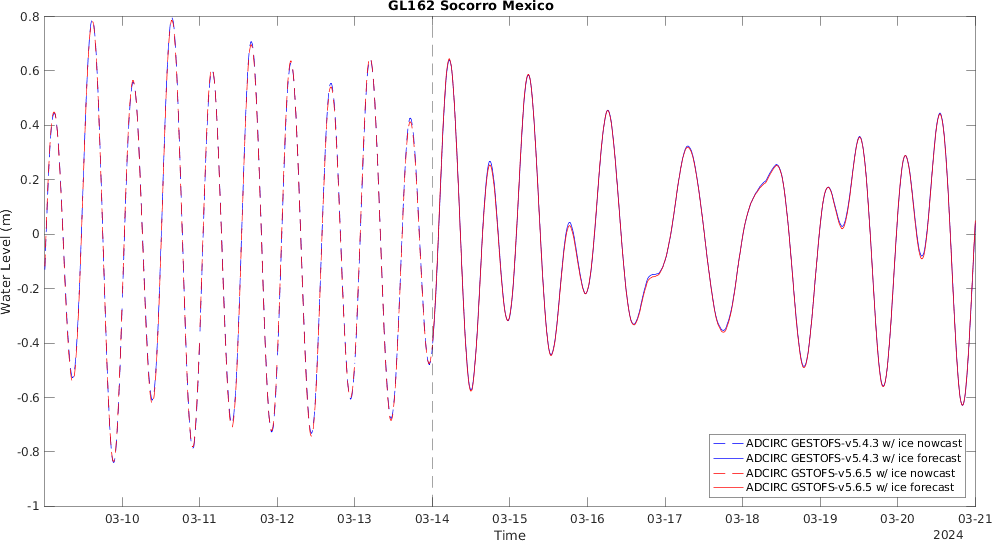 GL162 Socorro Mexico
0.8
0.6
0.4
0.2
0
-0.2
-0.4
-0.6
-0.8
-1
Water Level (m)
ADCIRC GESTOFS-v5.4.3 w/ ice nowcast
ADCIRC GESTOFS-v5.4.3 w/ ice forecast
ADCIRC GSTOFS-v5.6.5 w/ ice nowcast
ADCIRC GSTOFS-v5.6.5 w/ ice forecast
03-10 03-11 03-12 03-13 03-14 03-15 03-16 03-17 03-18 03-19 03-20 03-21
Time
2024